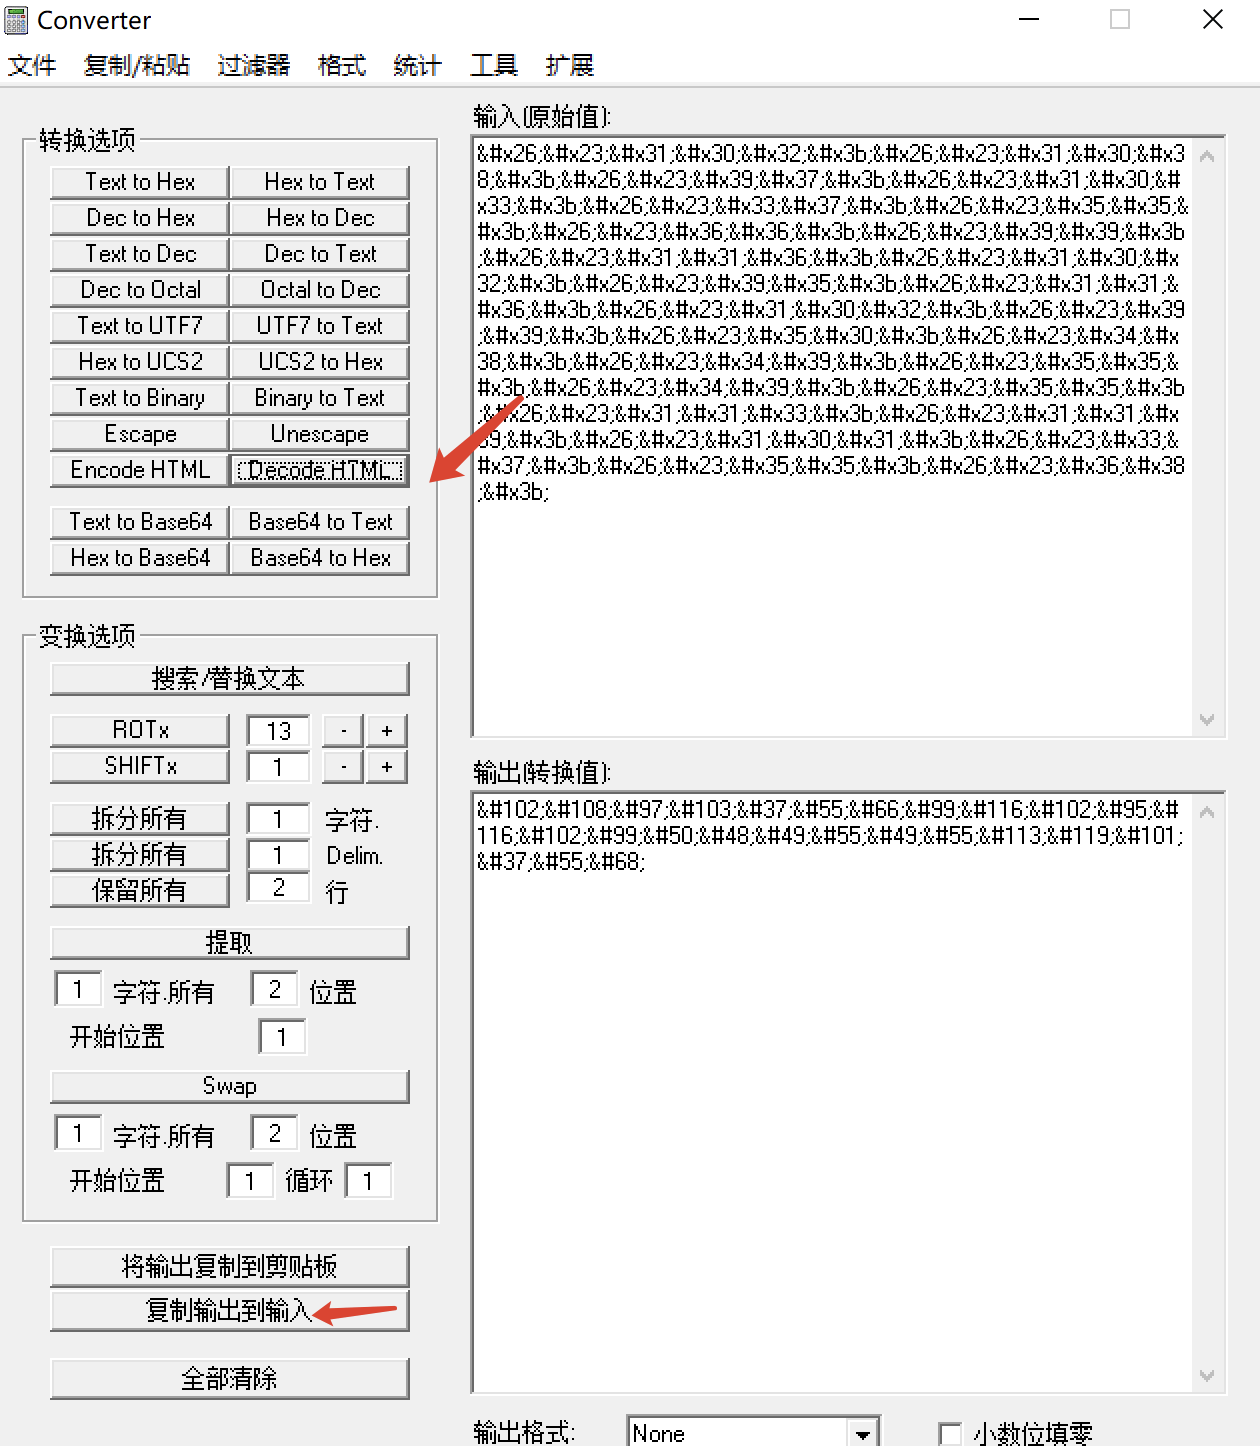 Converter
文件 复制/粘贴 过滤器 格式 统计 工具 扩展
转换选项
Text to Hex Hex to Text
Dec to Hex Hex to Dec
Text to Dec Dec to Text
Dec to Octal Octal to Dec
Text to UTF7 UTF7 to Text
Hex to UCS2 UCS2 to Hex
Text to Binary Binary to Text
Escape Unescape
Encode HTML Decode HTML
Text to Base64 Base64 to Text
Hex to Base64 Base64 to Hex
变换选项
搜索/替换文本
ROTx 13 - +
SHIFTx 1 - +
拆分所有 1 字符.
拆分所有 1 Delim.
保留所有 2 行
提取
1 字符.所有 2 位置
开始位置 1
Swap
1 字符.所有 2 位置
开始位置 1 循环 1
将输出复制到剪贴板
复制输出到输入
全部清除
输入(原始值):
&#x26;&#x23;&#x31;&#x30;&#x32;&#x3b;&#x26;&#x23;&#x31;&#x30;&#x3
8;&#x3b;&#x26;&#x23;&#x39;&#x37;&#x3b;&#x26;&#x23;&#x31;&#x30;&#x
33;&#x3b;&#x26;&#x23;&#x33;&#x37;&#x3b;&#x26;&#x23;&#x35;&#x35;&
#x3b;&#x26;&#x23;&#x36;&#x36;&#x3b;&#x26;&#x23;&#x39;&#x39;&#x3b
;&#x26;&#x23;&#x31;&#x31;&#x36;&#x3b;&#x26;&#x23;&#x31;&#x30;&#x
32;&#x3b;&#x26;&#x23;&#x39;&#x35;&#x3b;&#x26;&#x23;&#x31;&#x31;&
#x36;&#x3b;&#x26;&#x23;&#x31;&#x30;&#x32;&#x3b;&#x26;&#x23;&#x39
;&#x39;&#x3b;&#x26;&#x23;&#x35;&#x30;&#x3b;&#x26;&#x23;&#x34;&#x
38;&#x3b;&#x26;&#x23;&#x34;&#x39;&#x3b;&#x26;&#x23;&#x35;&#x35;&
#x3b;&#x26;&#x23;&#x34;&#x39;&#x3b;&#x26;&#x23;&#x35;&#x35;&#x3b
;&#x26;&#x23;&#x31;&#x31;&#x33;&#x3b;&#x26;&#x23;&#x31;&#x31;&#x
39;&#x3b;&#x26;&#x23;&#x31;&#x30;&#x31;&#x3b;&#x26;&#x23;&#x33;&
#x37;&#x3b;&#x26;&#x23;&#x35;&#x35;&#x3b;&#x26;&#x23;&#x36;&#x38
;&#x3b;
输出(转换值):
&#102;&#108;&#97;&#103;&#37;&#55;&#66;&#99;&#116;&#102;&#95;&#
116;&#102;&#99;&#50;&#48;&#49;&#55;&#49;&#55;&#113;&#119;&#101;
&#37;&#55;&#68;
输出格式: None 小数位填零